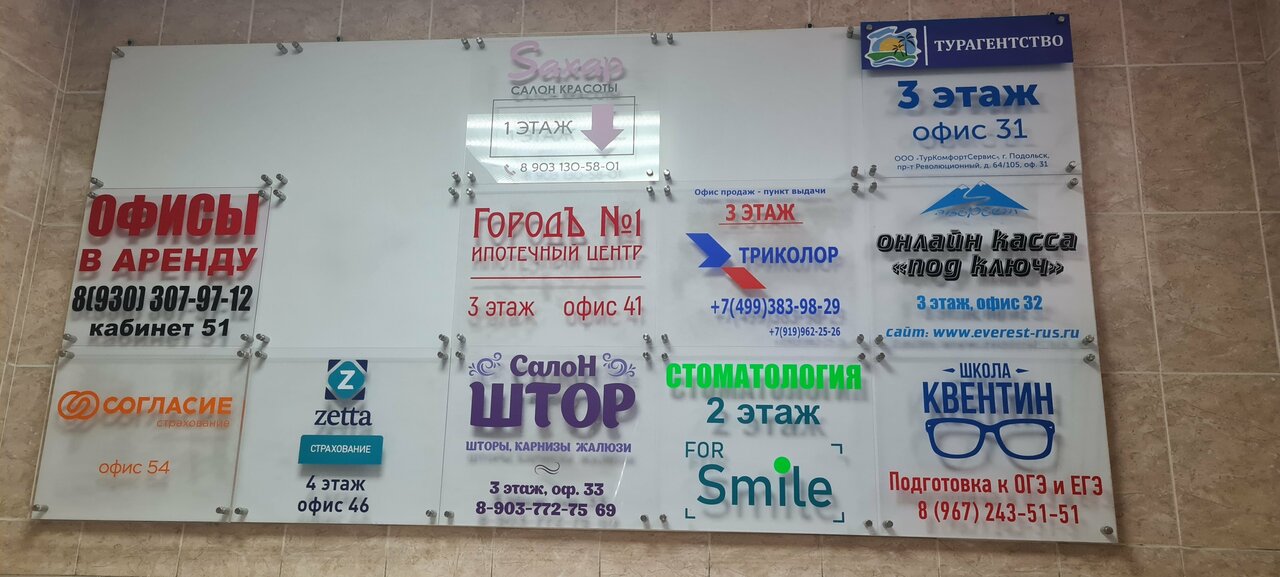 Saxap
САЛОН КРАСОТЫ
1 ЭТАЖ
8 903 130-58-01
ТУРАГЕНТСТВО
3 этаж
офис 31
ООО «ТурКомфортСервис», г. Подольск,
пр-т Революционный, д. 64/105, оф. 31
ОФИСЫ
В АРЕНДУ
8(930) 307-97-12
кабинет 51
ГОРОДЪ №1
ИПОТЕЧНЫЙ ЦЕНТР
3 этаж офис 41
Офис продаж - пункт выдачи
3 ЭТАЖ
ТРИКОЛОР
+7(499)383-98-29
+7(919)962-25-26
эверест
онлайн касса
«под ключ»
3 этаж, офис 32
сайт: www.everest-rus.ru
СОГЛАСИЕ
страхование
офис 54
Z
zetta
СТРАХОВАНИЕ
4 этаж
офис 46
Салон
ШТОР
ШТОРЫ, КАРНИЗЫ ЖАЛЮЗИ
3 этаж, оф. 33
8-903-772-75 69
СТОМАТОЛОГИЯ
2 этаж
FOR
Smile
ШКОЛА
КВЕНТИН
Подготовка к ОГЭ и ЕГЭ
8 (967) 243-51-51